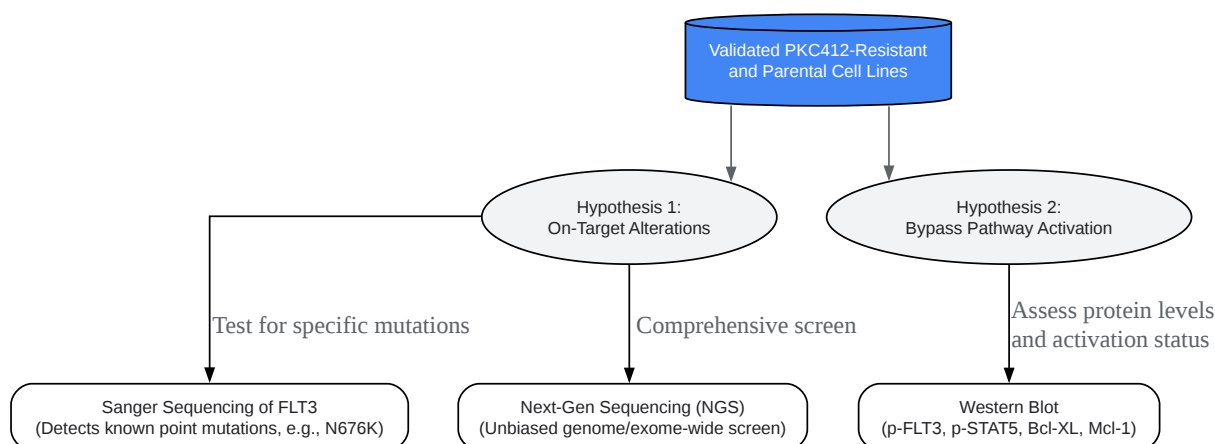 Validated PKC412-Resistant
and Parental Cell Lines
Hypothesis 1:
On-Target Alterations
Hypothesis 2:
Bypass Pathway Activation
Test for specific mutations
Comprehensive screen
Assess protein levels
and activation status
Sanger Sequencing of FLT3
(Detects known point mutations, e.g., N676K)
Next-Gen Sequencing (NGS)
(Unbiased genome/exome-wide screen)
Western Blot
(p-FLT3, p-STAT5, Bcl-XL, Mcl-1)